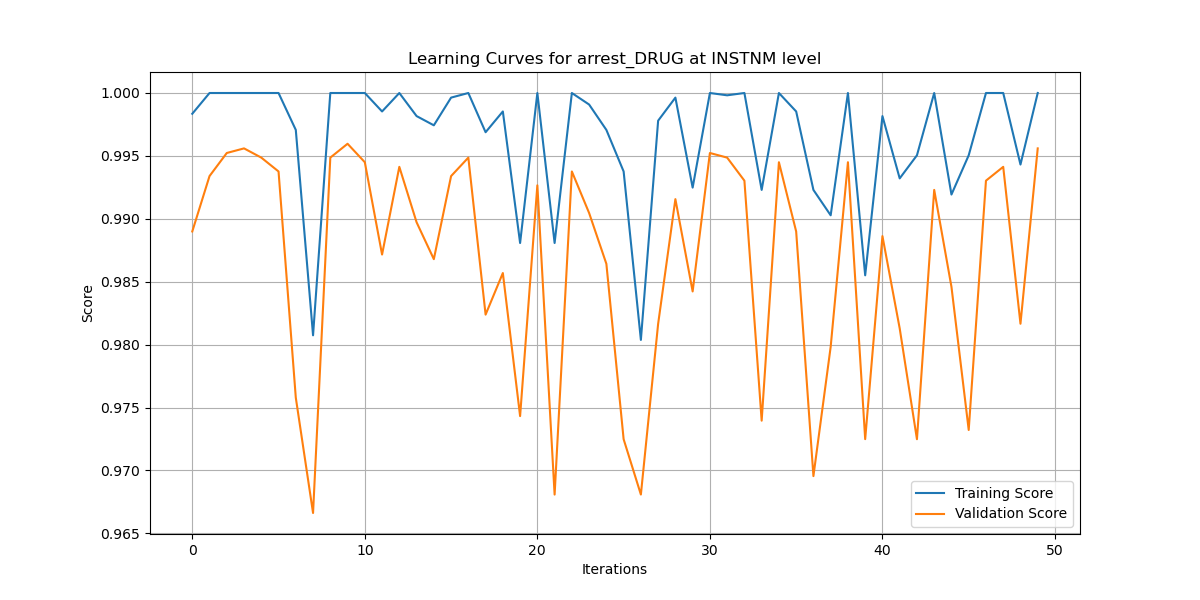 Learning Curves for arrest_DRUG at INSTNM level
1.000
0.995
0.990
0.985
0.980
0.975
0.970
0.965
Score
0 10 20 30 40 50
Iterations
Training Score
Validation Score